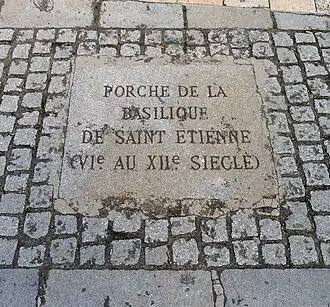 PORCHE DE LA
BASILIQUE
DE SAINT ETIENNE
(VIe AU XIIe SIECLE)